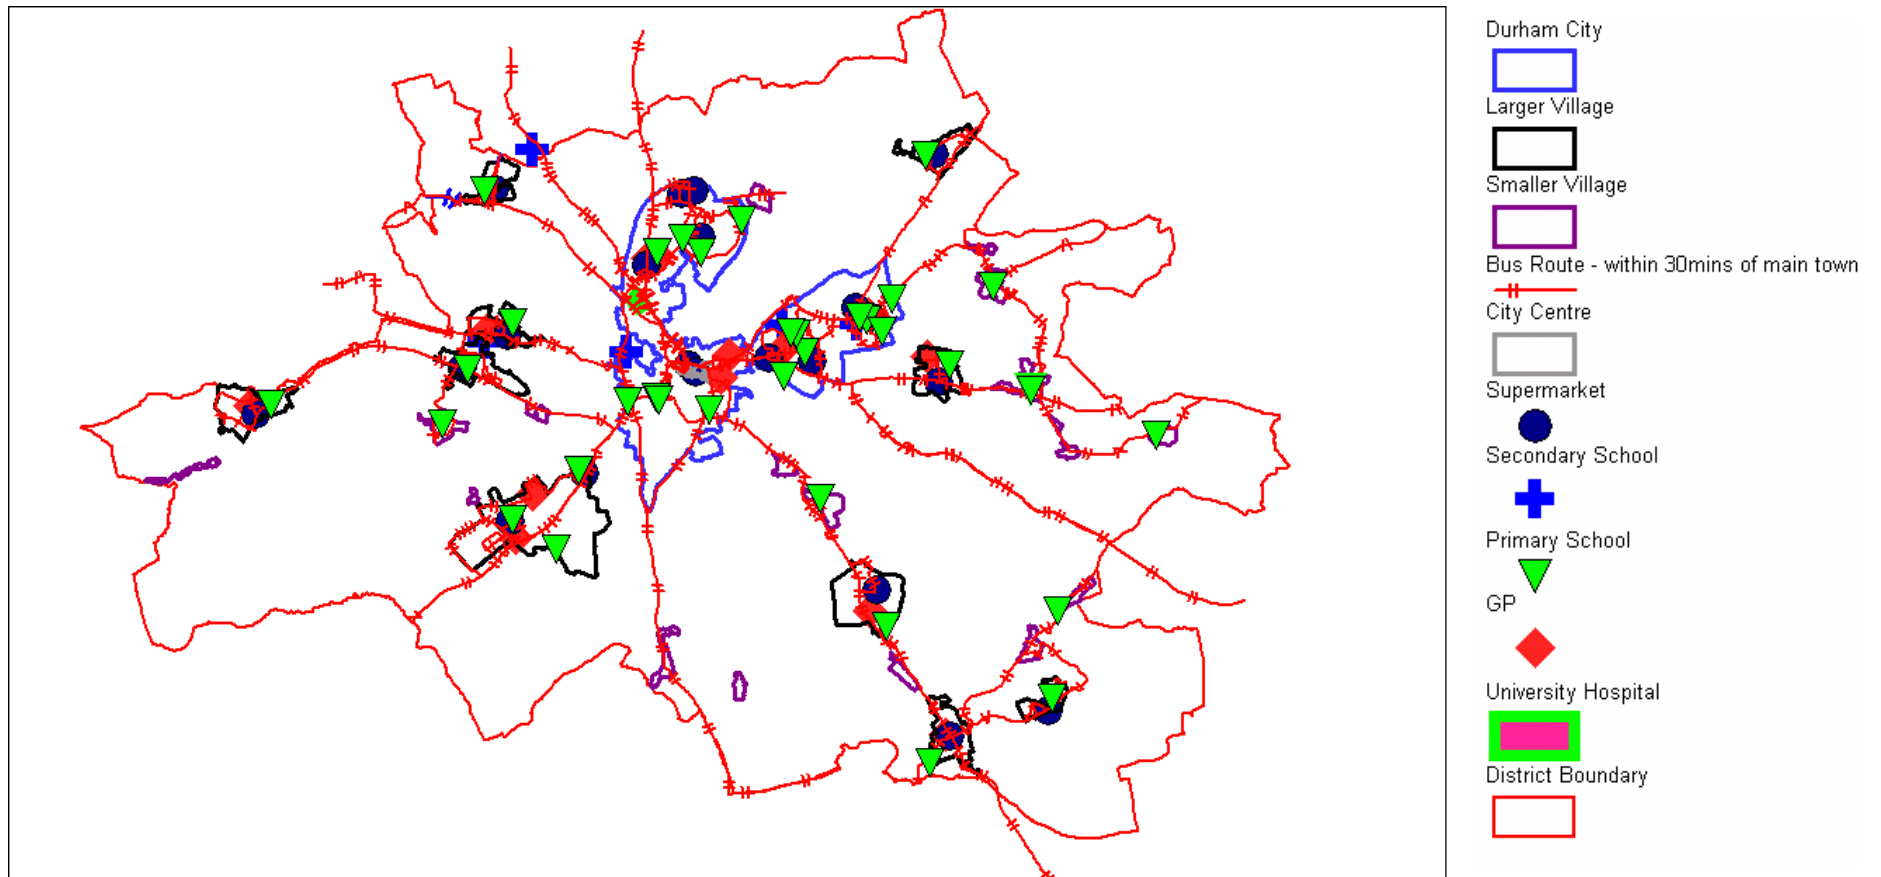 Durham City
Larger Village
Smaller Village
Bus Route - within 30mins of main town
City Centre
Supermarket
Secondary School
Primary School
GP
University Hospital
District Boundary